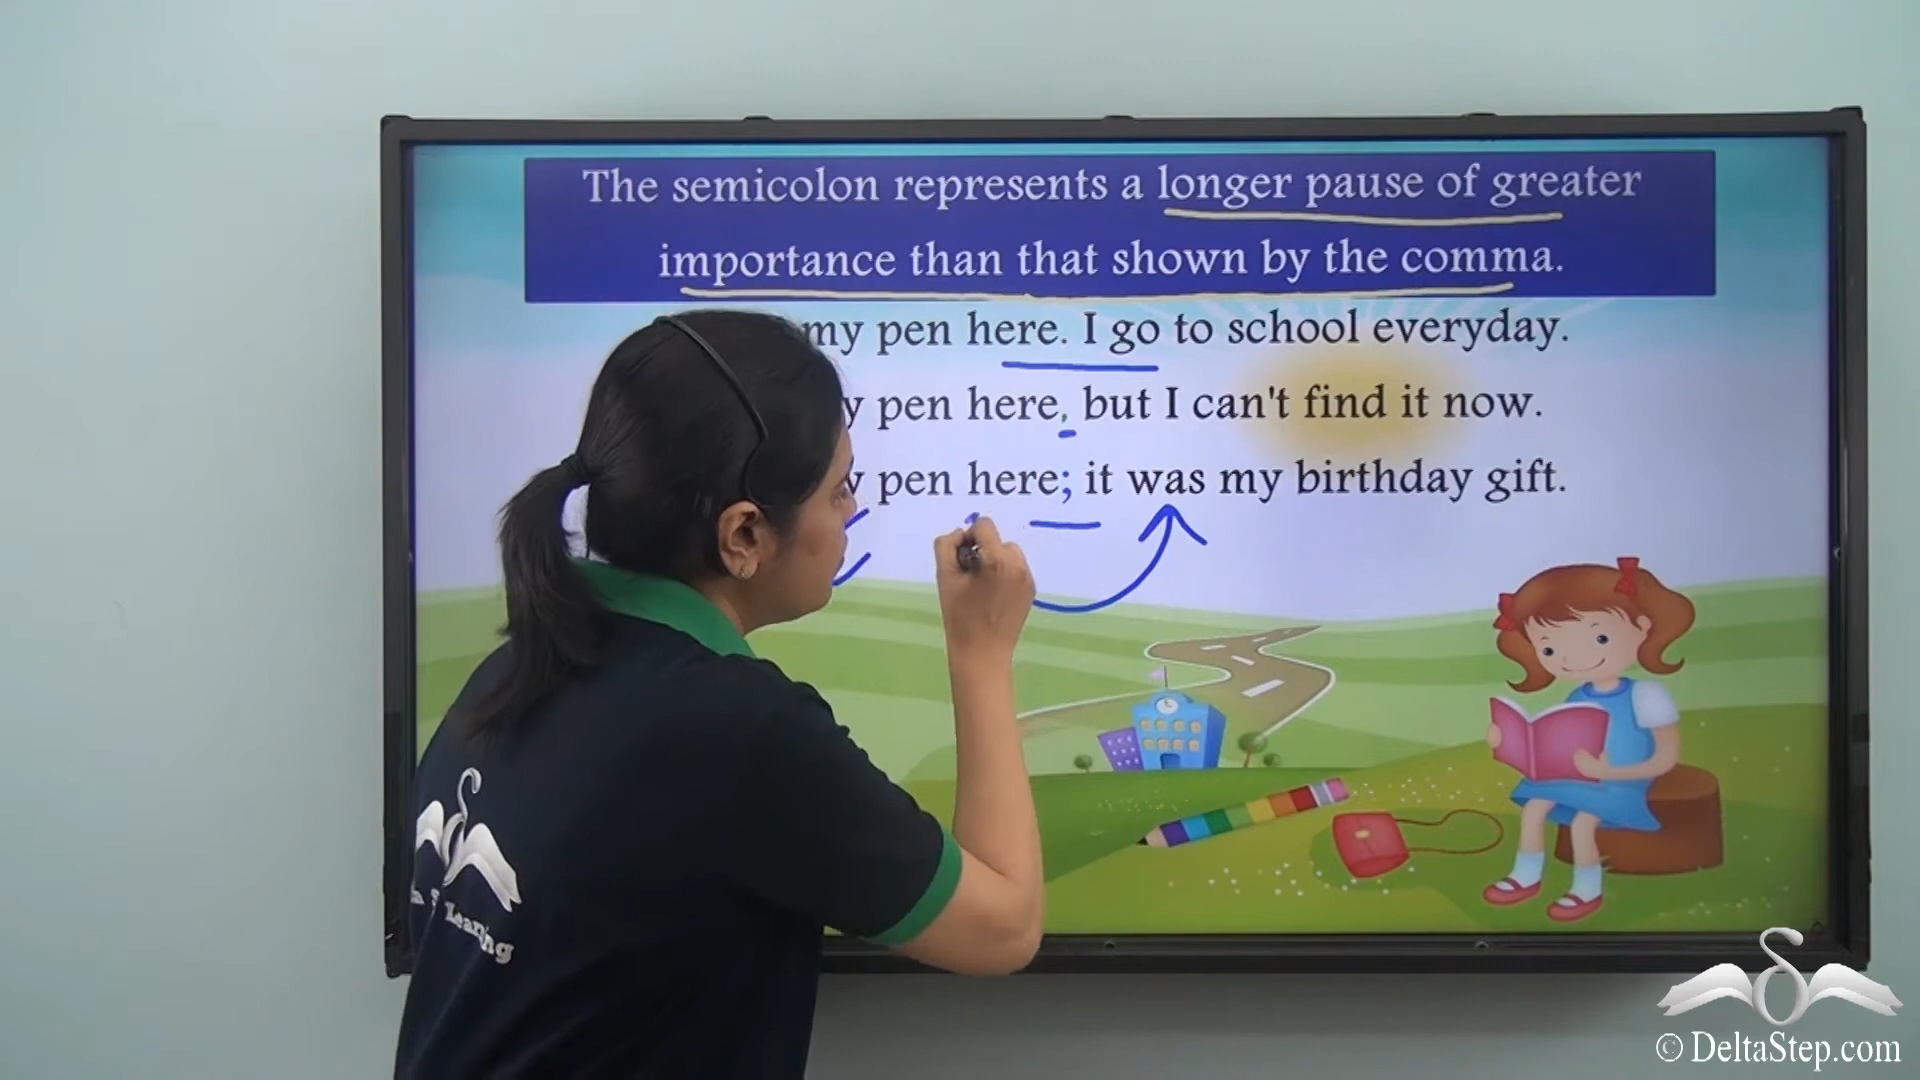 The semicolon represents a longer pause of greater
importance than that shown by the comma.
my pen here. I go to school everyday.
pen here, but I can't find it now.
pen here; it was my birthday gift.
Learning
© DeltaStep.com